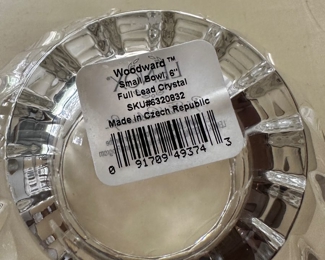 Woodward™
Small Bowl, 6"
Full Lead Crystal
SKU#6320832
Made in Czech Republic
0 91709 49374 3